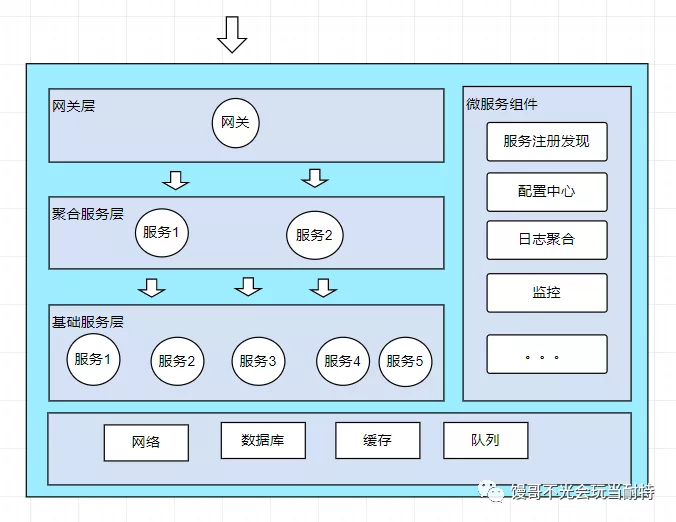 网关层
网关
聚合服务层
服务1
服务2
基础服务层
服务1
服务2
服务3
服务4
服务5
网络
数据库
缓存
队列
微服务组件
服务注册发现
配置中心
日志聚合
监控
。。。
馒哥不光会玩当耐特